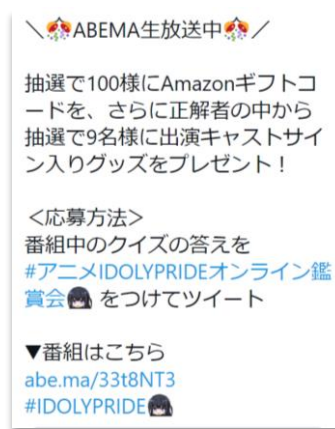 ＼🎊ABEMA生放送中🎊／
抽選で100様にAmazonギフトコ
ードを、さらに正解者の中から
抽選で9名様に出演キャストサイ
ン入りグッズをプレゼント！
＜応募方法＞
番組中のクイズの答えを
#アニメIDOLYPRIDEオンライン鑑
賞会 をつけてツイート
▼番組はこちら
abe.ma/33t8NT3
#IDOLYPRIDE